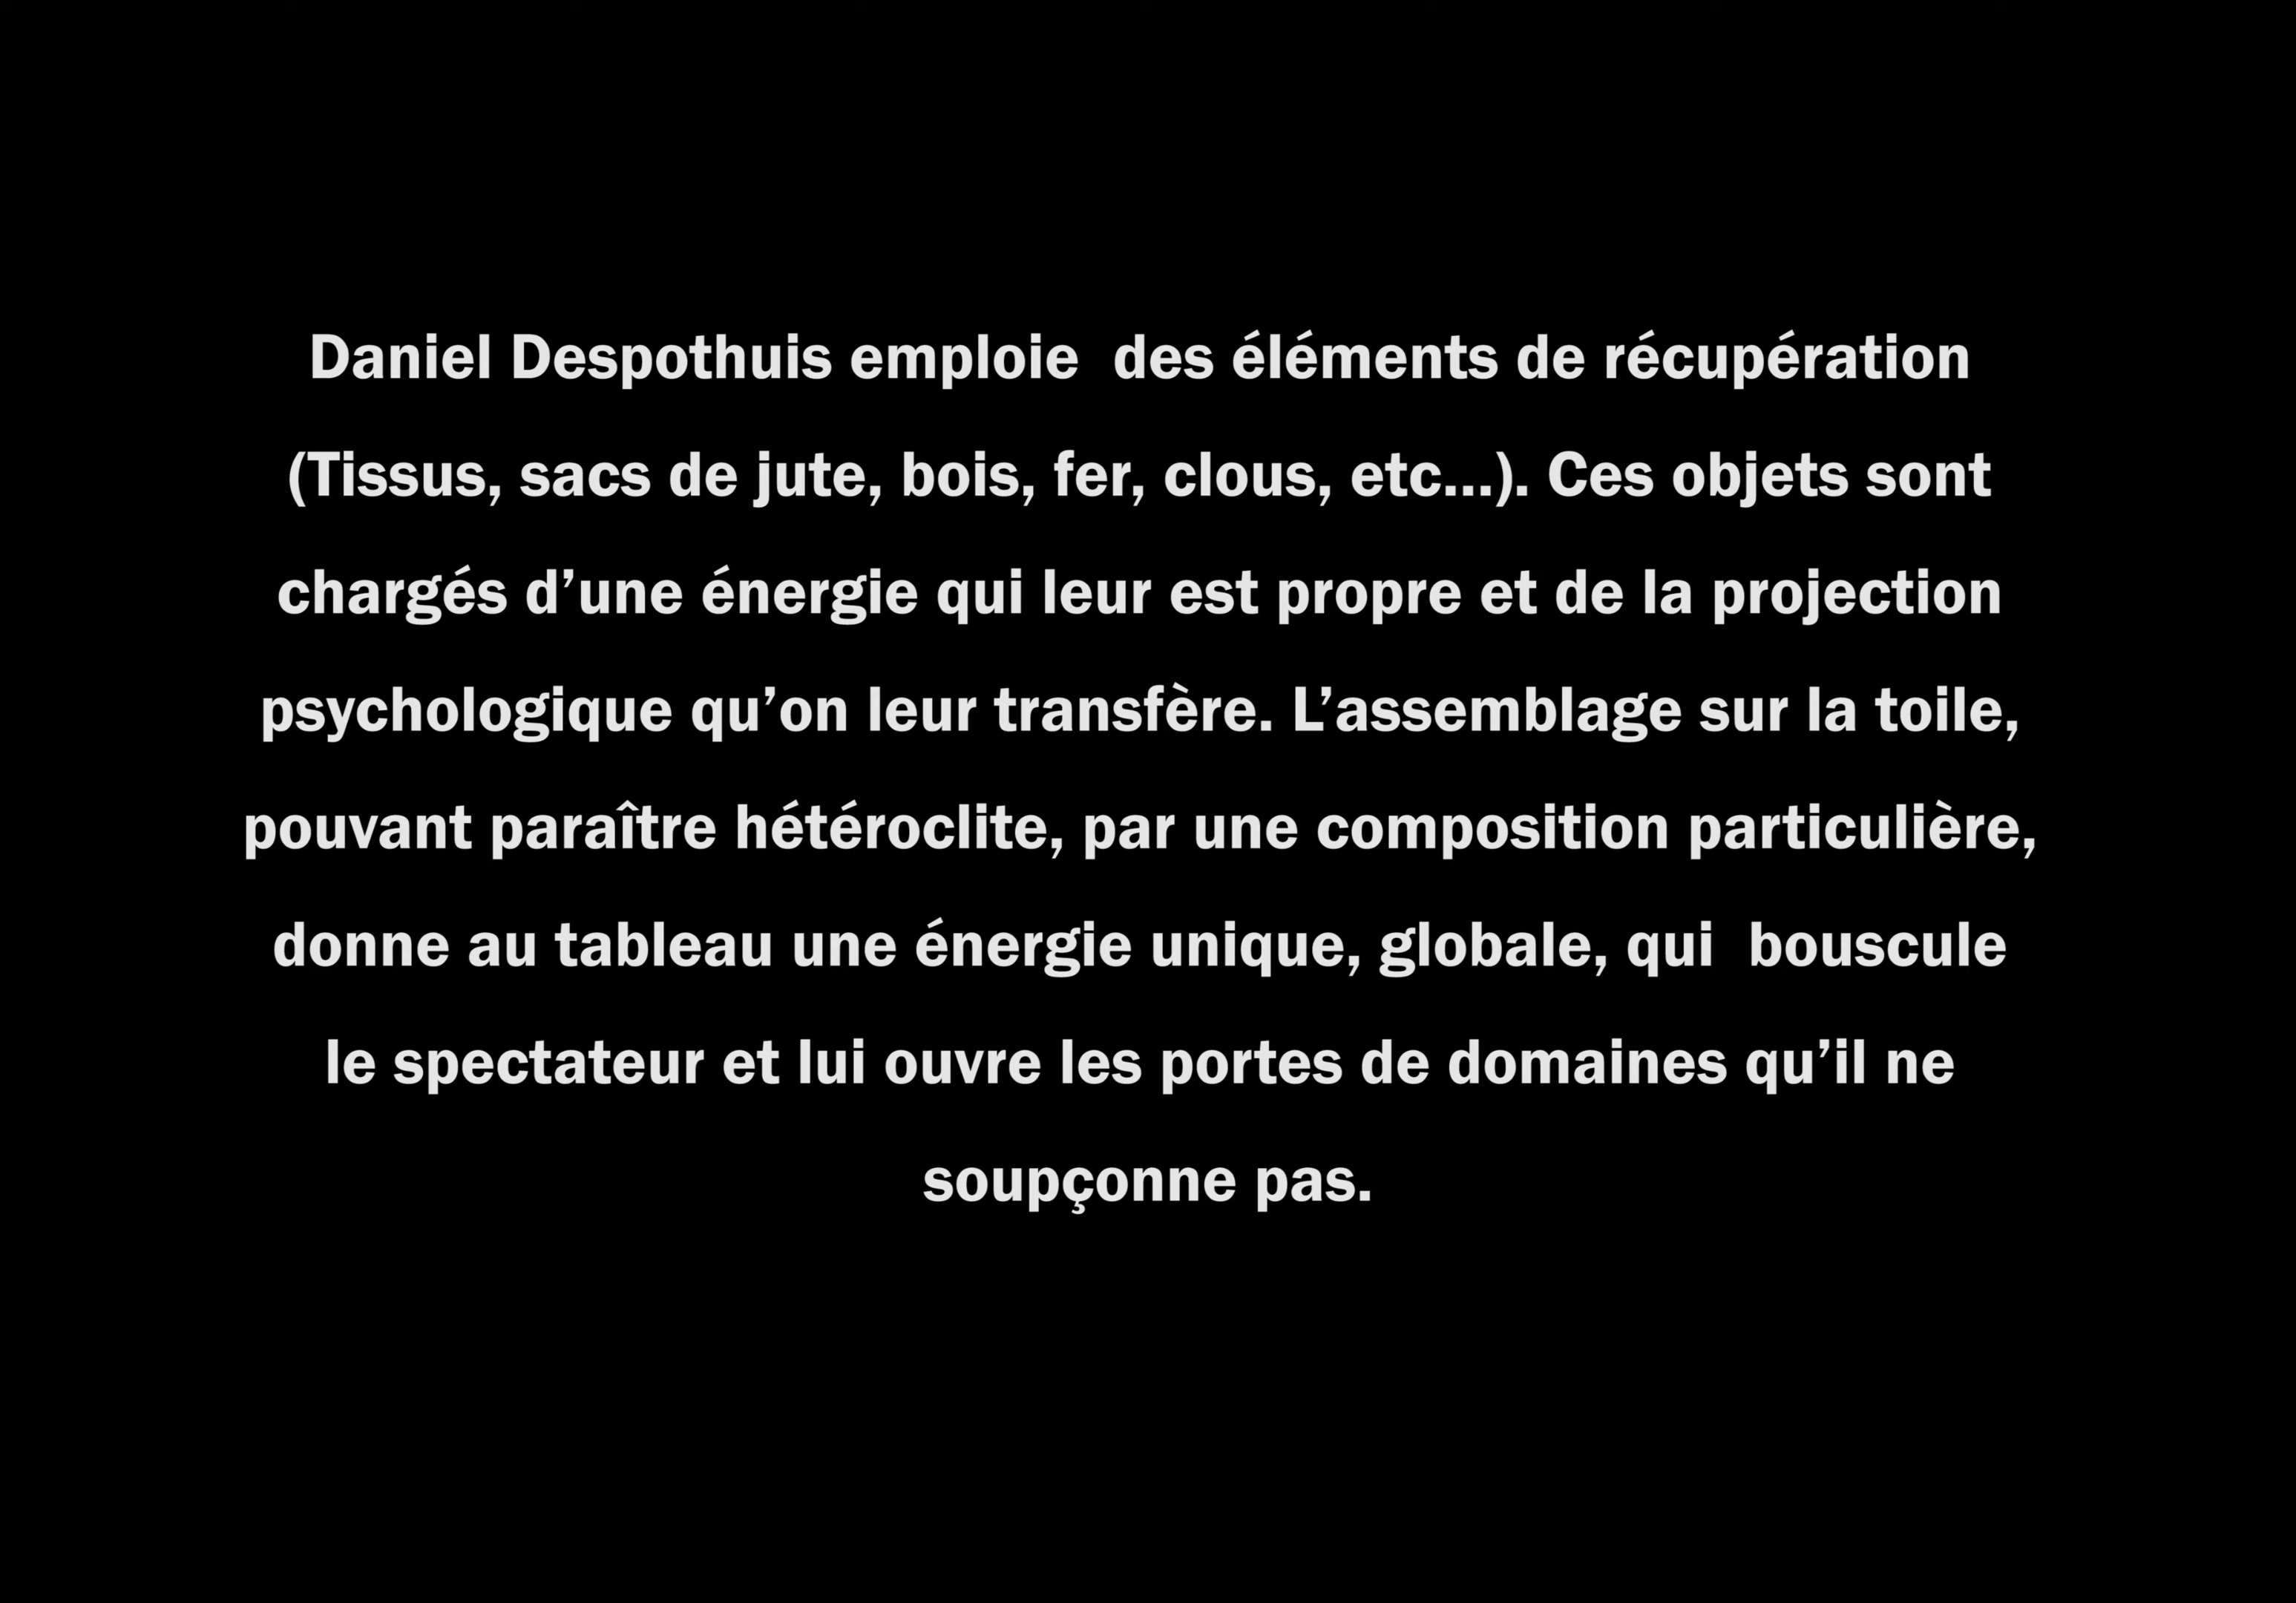 Daniel Despothuis emploie  des éléments de récupération
(Tissus, sacs de jute, bois, fer, clous, etc...). Ces objets sont
chargés d’une énergie qui leur est propre et de la projection
psychologique qu’on leur transfère. L’assemblage sur la toile,
pouvant paraître hétéroclite, par une composition particulière,
donne au tableau une énergie unique, globale, qui  bouscule
le spectateur et lui ouvre les portes de domaines qu’il ne
soupçonne pas.